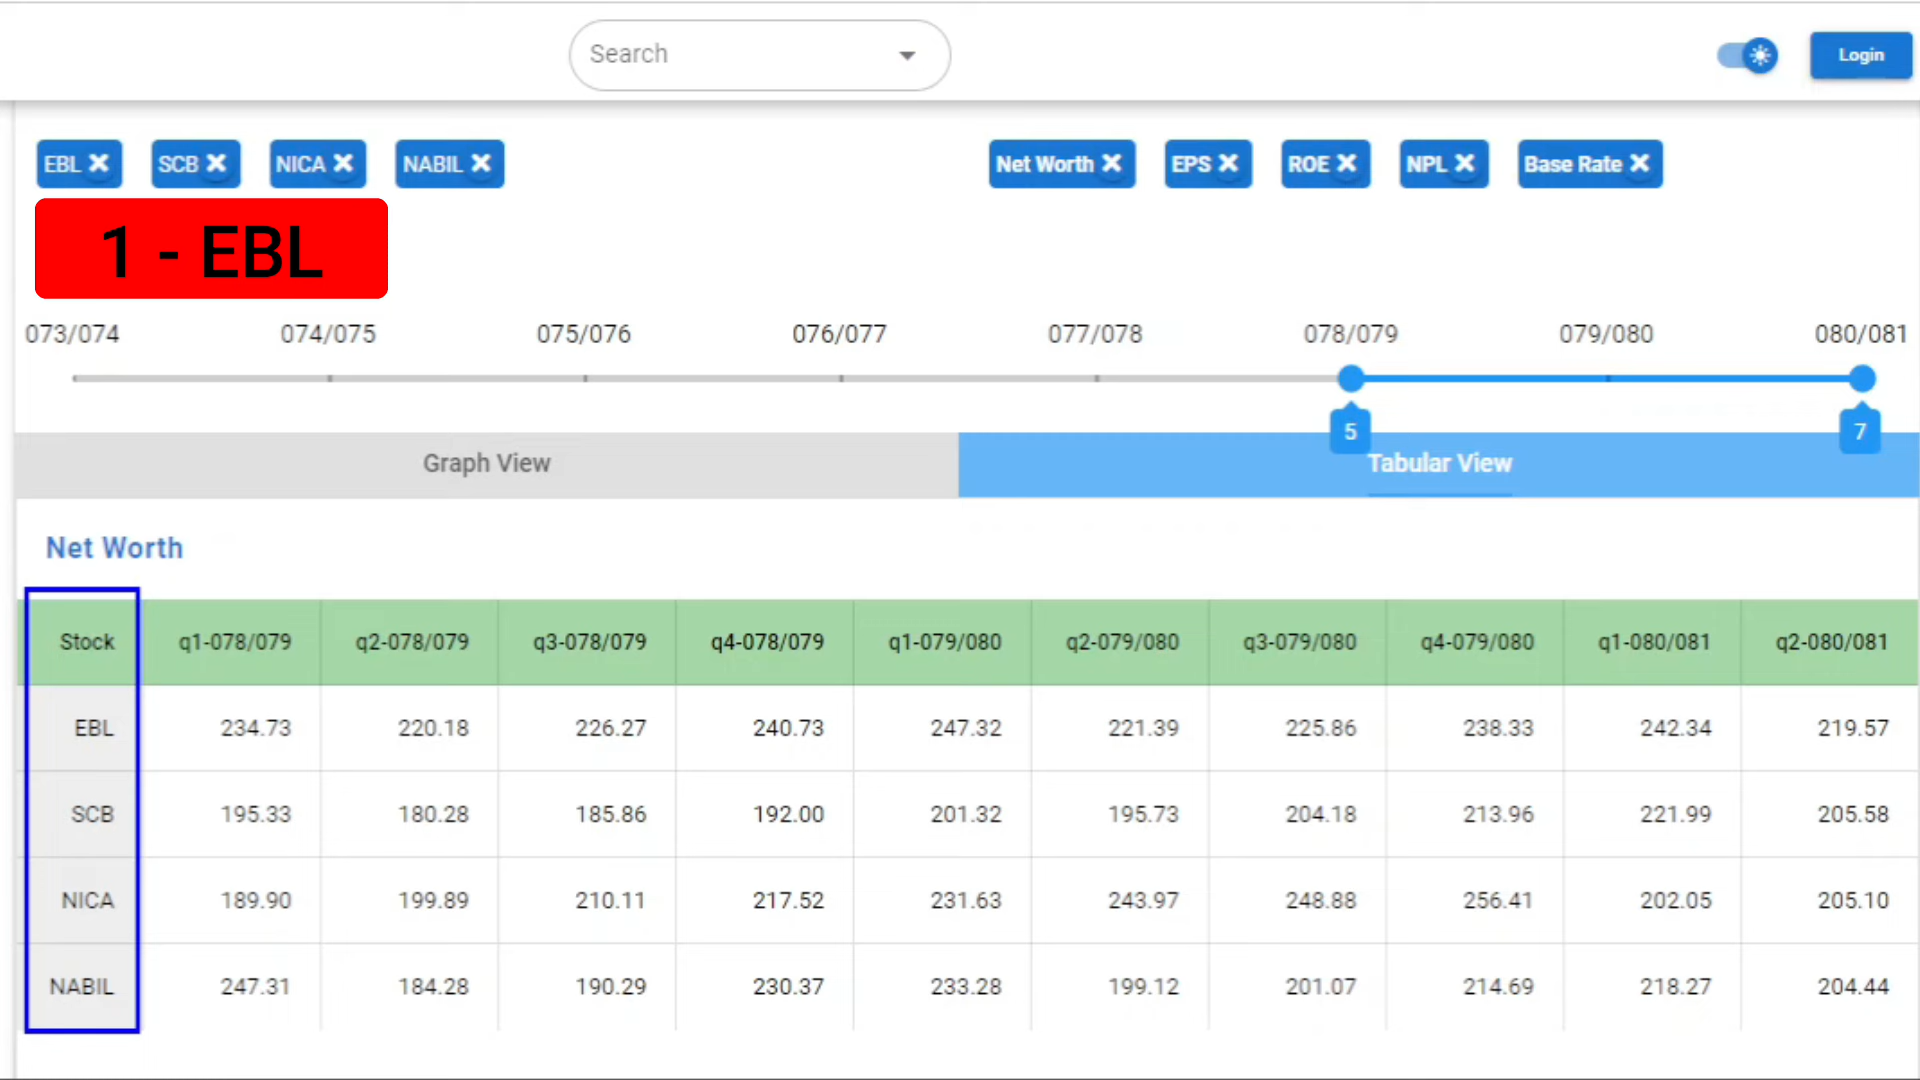 Search
Login
EBL SCB NICA NABIL Net Worth EPS ROE NPL Base Rate
1 - EBL
073/074 074/075 075/076 076/077 077/078 078/079 079/080 080/081
5 7
Graph View Tabular View
Net Worth
Stock q1-078/079 q2-078/079 q3-078/079 q4-078/079 q1-079/080 q2-079/080 q3-079/080 q4-079/080 q1-080/081 q2-080/081
EBL 234.73 220.18 226.27 240.73 247.32 221.39 225.86 238.33 242.34 219.57
SCB 195.33 180.28 185.86 192.00 201.32 195.73 204.18 213.96 221.99 205.58
NICA 189.90 199.89 210.11 217.52 231.63 243.97 248.88 256.41 202.05 205.10
NABIL 247.31 184.28 190.29 230.37 233.28 199.12 201.07 214.69 218.27 204.44